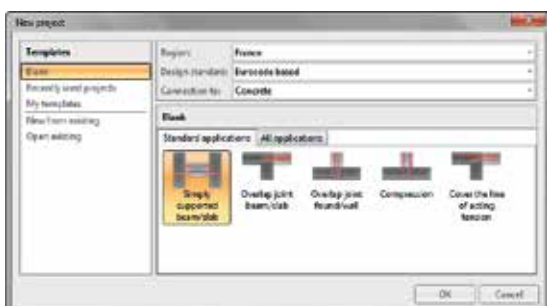 New project
Templates
Blank
Recently used projects
My templates
New from existing
Open existing
Region: France
Design standard: Eurocode based
Connection to: Concrete
Blank
Standard applications All applications
Simply supported beam/slab
Overlap joint beam/slab
Overlap joint found/wall
Compression
Cover the line of acting tension
OK Cancel